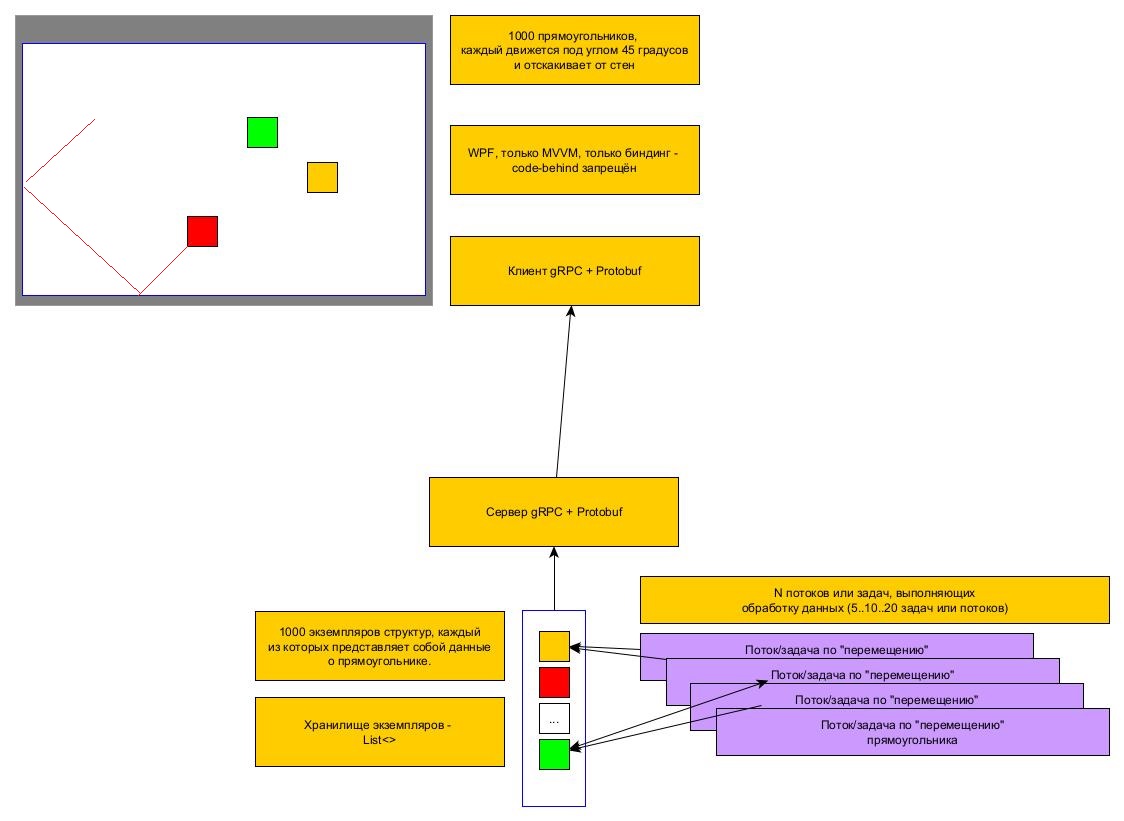 1000 прямоугольников,
каждый движется под углом 45 градусов
и отскакивает от стен
WPF, только MVVM, только биндинг -
code-behind запрещён
Клиент gRPC + Protobuf
Сервер gRPC + Protobuf
N потоков или задач, выполняющих
обработку данных (5..10..20 задач или потоков)
1000 экземпляров структур, каждый
из которых представляет собой данные
о прямоугольнике.
Хранилище экземпляров -
List<>
...
Поток/задача по "перемещению"
Поток/задача по "перемещению"
Поток/задача по "перемещению"
Поток/задача по "перемещению"
прямоугольника